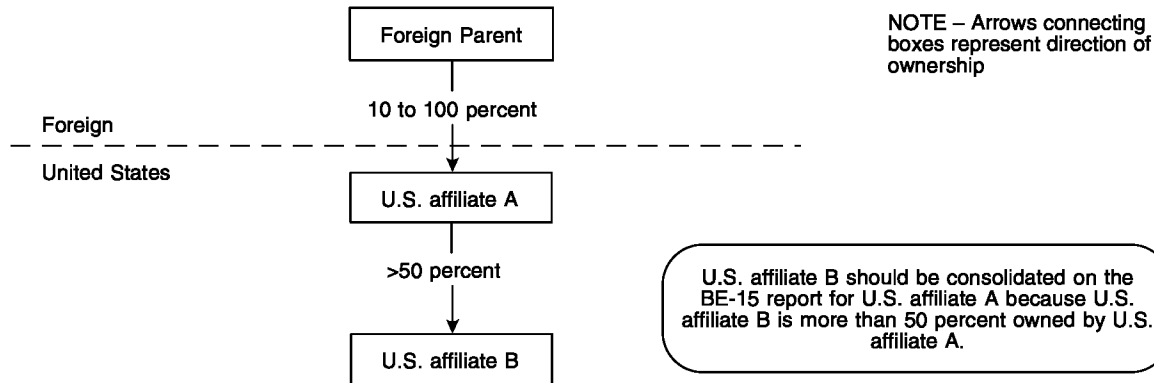 Foreign Parent
NOTE – Arrows connecting
boxes represent direction of
ownership
10 to 100 percent
Foreign
United States
U.S. affiliate A
>50 percent
U.S. affiliate B should be consolidated on the
BE-15 report for U.S. affiliate A because U.S.
affiliate B is more than 50 percent owned by U.S.
affiliate A.
U.S. affiliate B